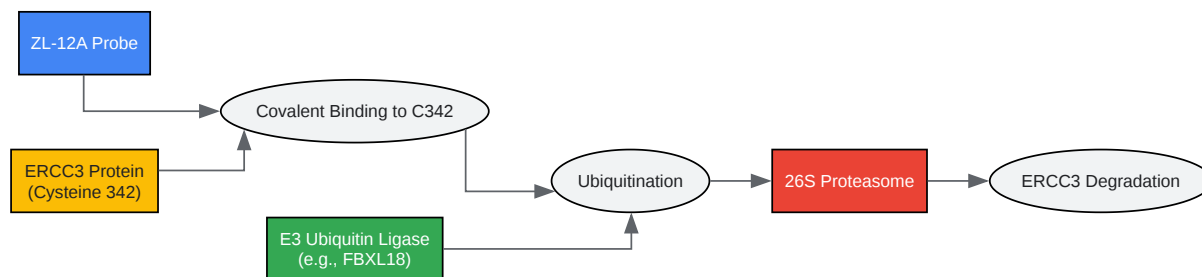 ZL-12A Probe
Covalent Binding to C342
ERCC3 Protein
(Cysteine 342)
Ubiquitination
26S Proteasome
ERCC3 Degradation
E3 Ubiquitin Ligase
(e.g., FBXL18)